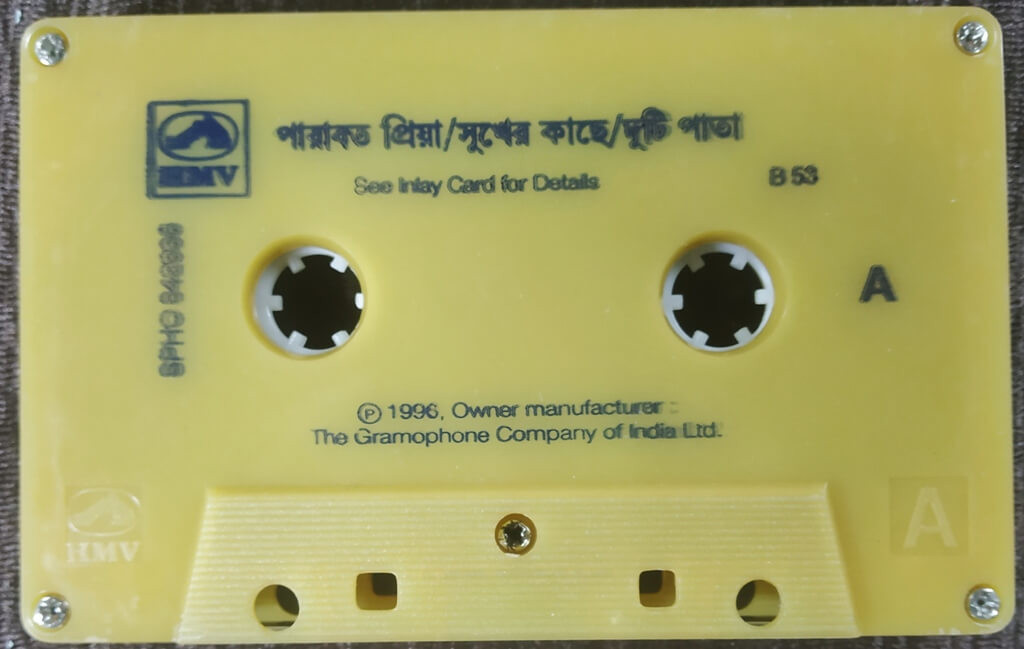 HMV
পারাবত প্রিয়া/সুখের কাছে/দুটি পাতা
See Inlay Card for Details
B 53
A
Ⓟ 1996, Owner manufacturer :
The Gramophone Company of India Ltd.
HMV
A